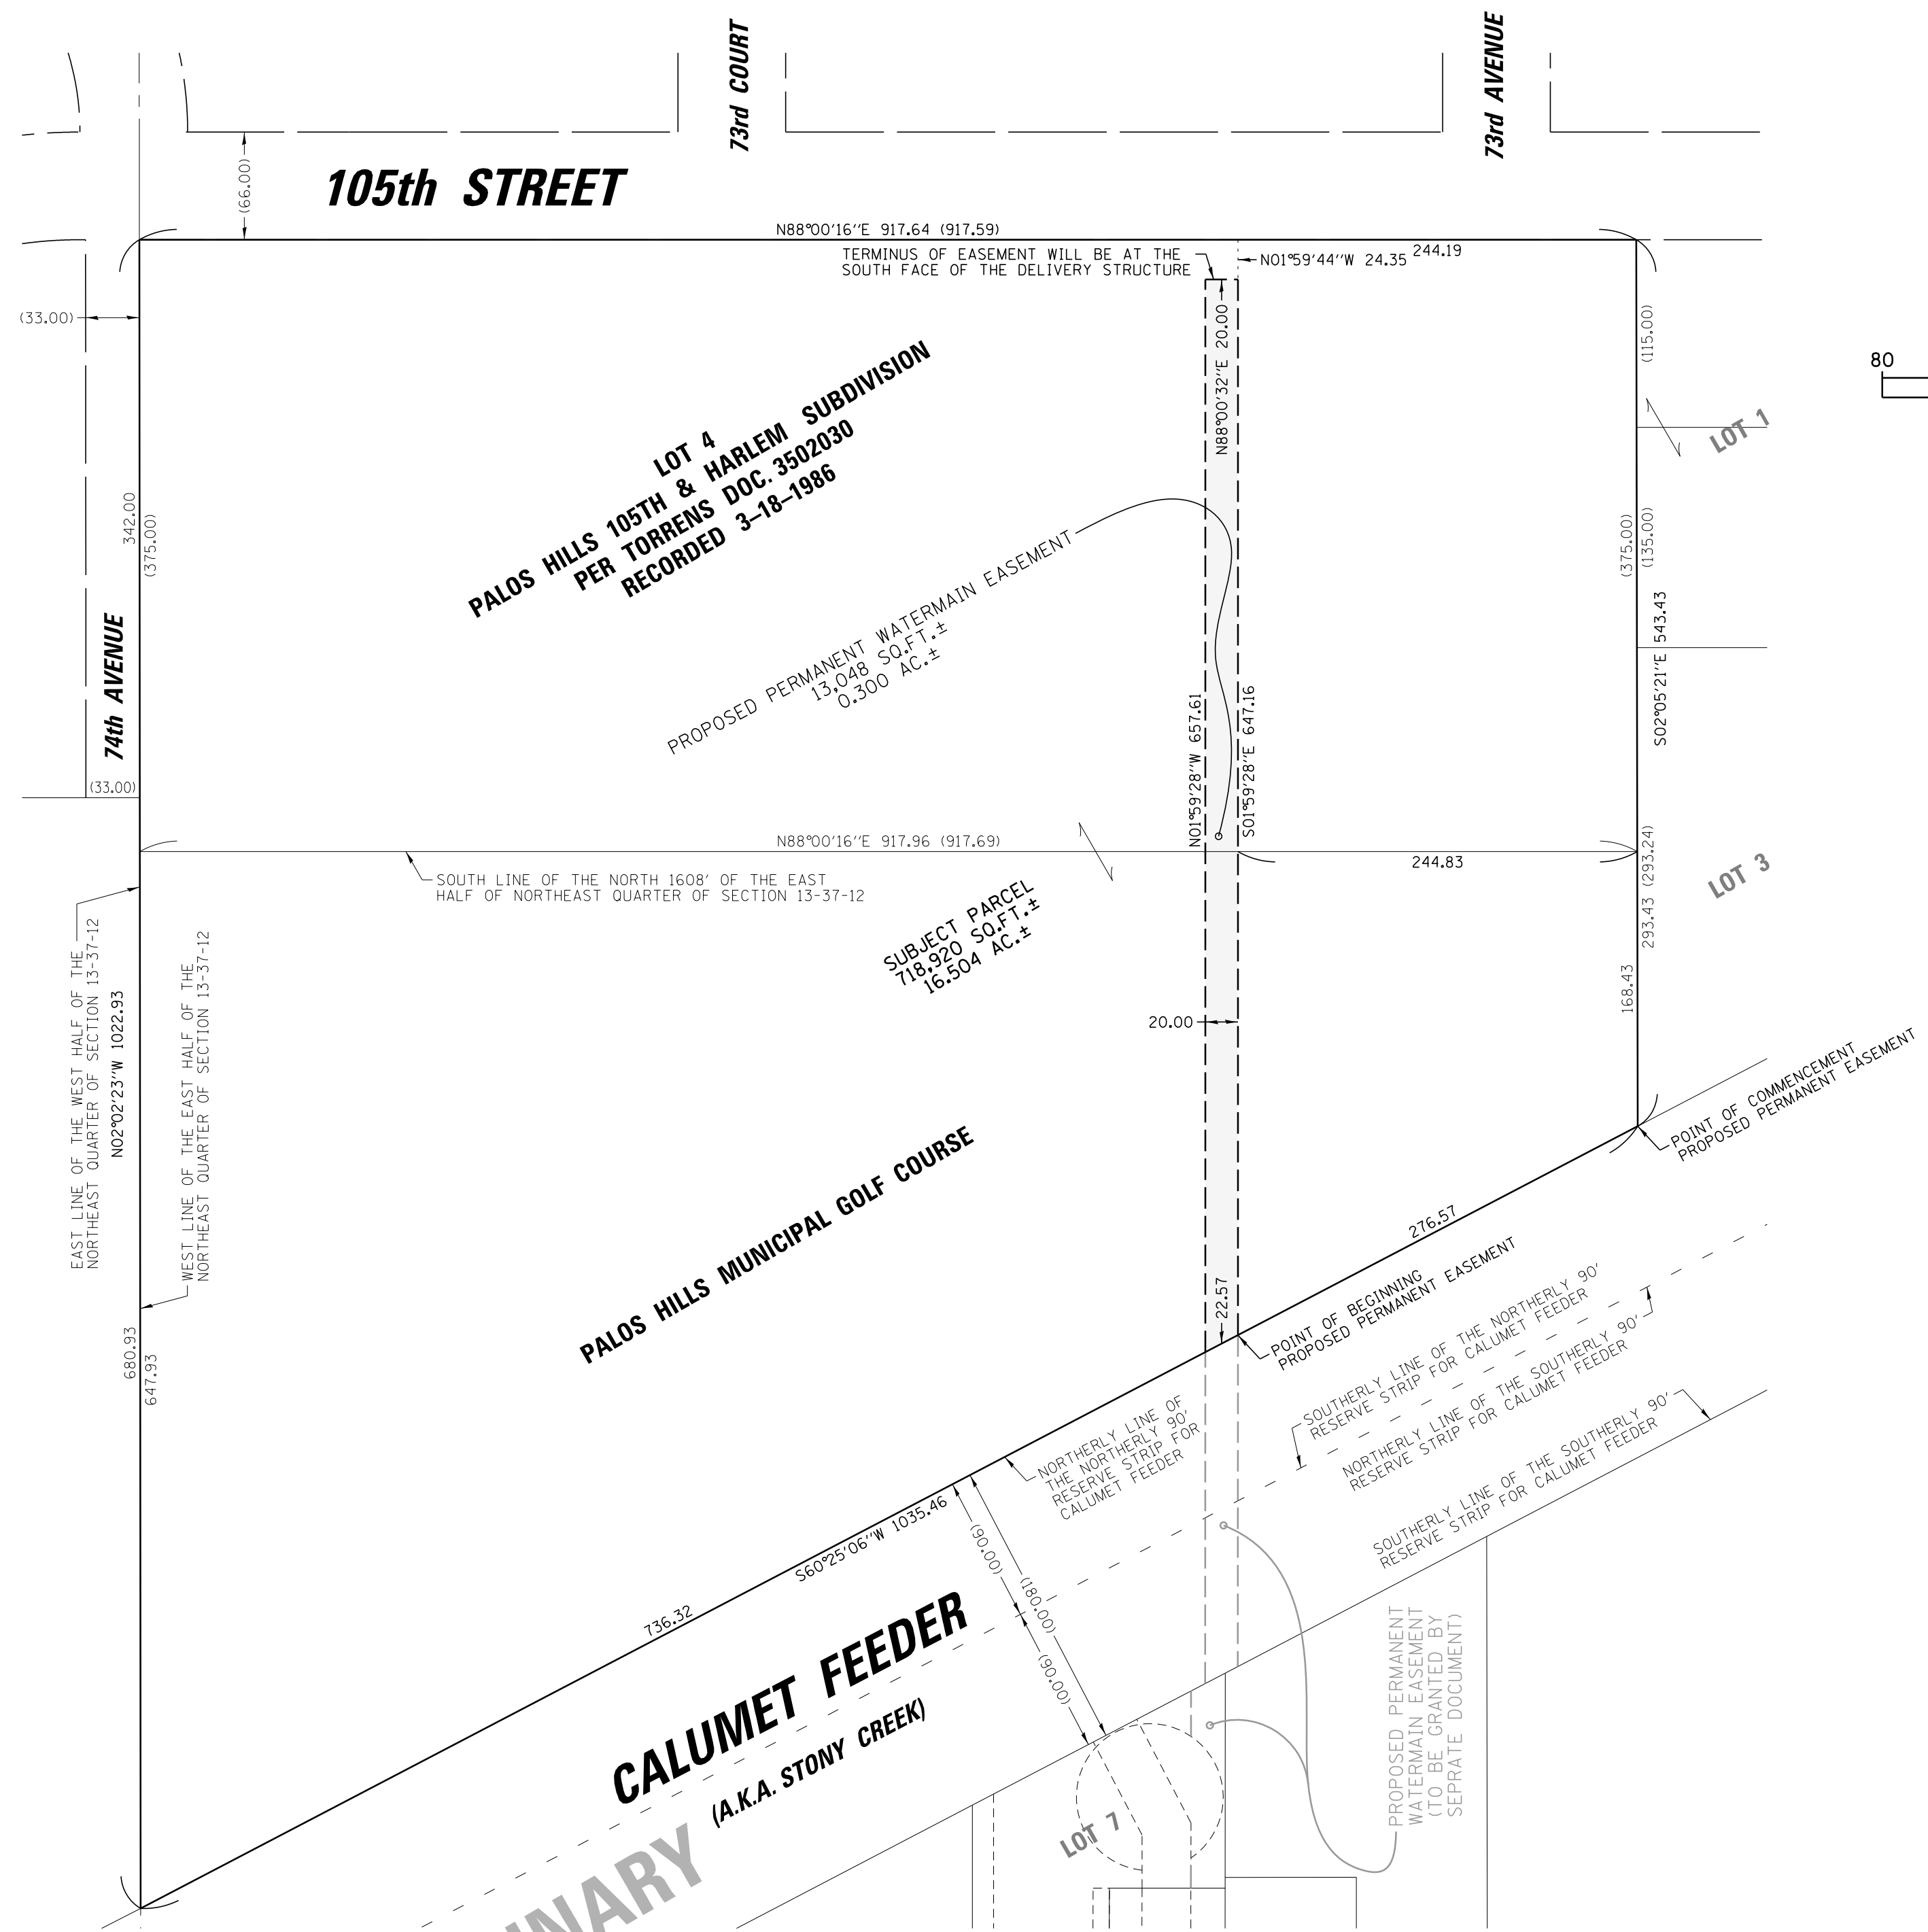 73rd COURT
73rd AVENUE
105th STREET
(66.00)
N88°00'16"E 917.64 (917.59)
TERMINUS OF EASEMENT WILL BE AT THE
SOUTH FACE OF THE DELIVERY STRUCTURE
N01°59'44"W 24.35
244.19
(33.00)
N88°00'32"E 20.00
(115.00)
80
LOT 1
LOT 4
PALOS HILLS 105TH & HARLEM SUBDIVISION
PER TORRENS DOC. 3502030
RECORDED 3-18-1986
342.00
(375.00)
PROPOSED PERMANENT WATERMAIN EASEMENT
13,048 SQ.FT.±
0.300 AC.±
(375.00)
(135.00)
S02°05'21"E 543.43
74th AVENUE
(33.00)
N01°59'28"W 657.61
S01°59'28"E 647.16
N88°00'16"E 917.96 (917.69)
244.83
SOUTH LINE OF THE NORTH 1608' OF THE EAST
HALF OF NORTHEAST QUARTER OF SECTION 13-37-12
293.43 (293.24)
LOT 3
SUBJECT PARCEL
718,920 SQ.FT.±
16.504 AC.±
168.43
20.00
EAST LINE OF THE WEST HALF OF THE
NORTHEAST QUARTER OF SECTION 13-37-12
N02°02'23"W 1022.93
WEST LINE OF THE EAST HALF OF THE
NORTHEAST QUARTER OF SECTION 13-37-12
POINT OF COMMENCEMENT
PROPOSED PERMANENT EASEMENT
PALOS HILLS MUNICIPAL GOLF COURSE
276.57
22.57
POINT OF BEGINNING
PROPOSED PERMANENT EASEMENT
680.93
647.93
SOUTHERLY LINE OF THE NORTHERLY 90'
RESERVE STRIP FOR CALUMET FEEDER
NORTHERLY LINE OF THE SOUTHERLY 90'
RESERVE STRIP FOR CALUMET FEEDER
SOUTHERLY LINE OF THE SOUTHERLY 90'
RESERVE STRIP FOR CALUMET FEEDER
NORTHERLY LINE OF
THE NORTHERLY 90'
RESERVE STRIP FOR
CALUMET FEEDER
S60°25'06"W 1035.46
736.32
(90.00)
(180.00)
(90.00)
CALUMET FEEDER
(A.K.A. STONY CREEK)
PROPOSED PERMANENT
WATERMAIN EASEMENT
(TO BE GRANTED BY
SEPRATE DOCUMENT)
LOT 7
INARY